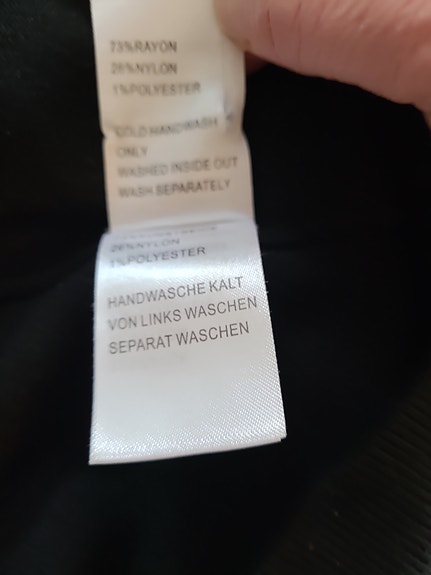 73%RAYON
26%NYLON
1%POLYESTER
COLD HANDWASH
ONLY
WASHED INSIDE OUT
WASH SEPARATELY
26%NYLON
1%POLYESTER
HANDWASCHE KALT
VON LINKS WASCHEN
SEPARAT WASCHEN